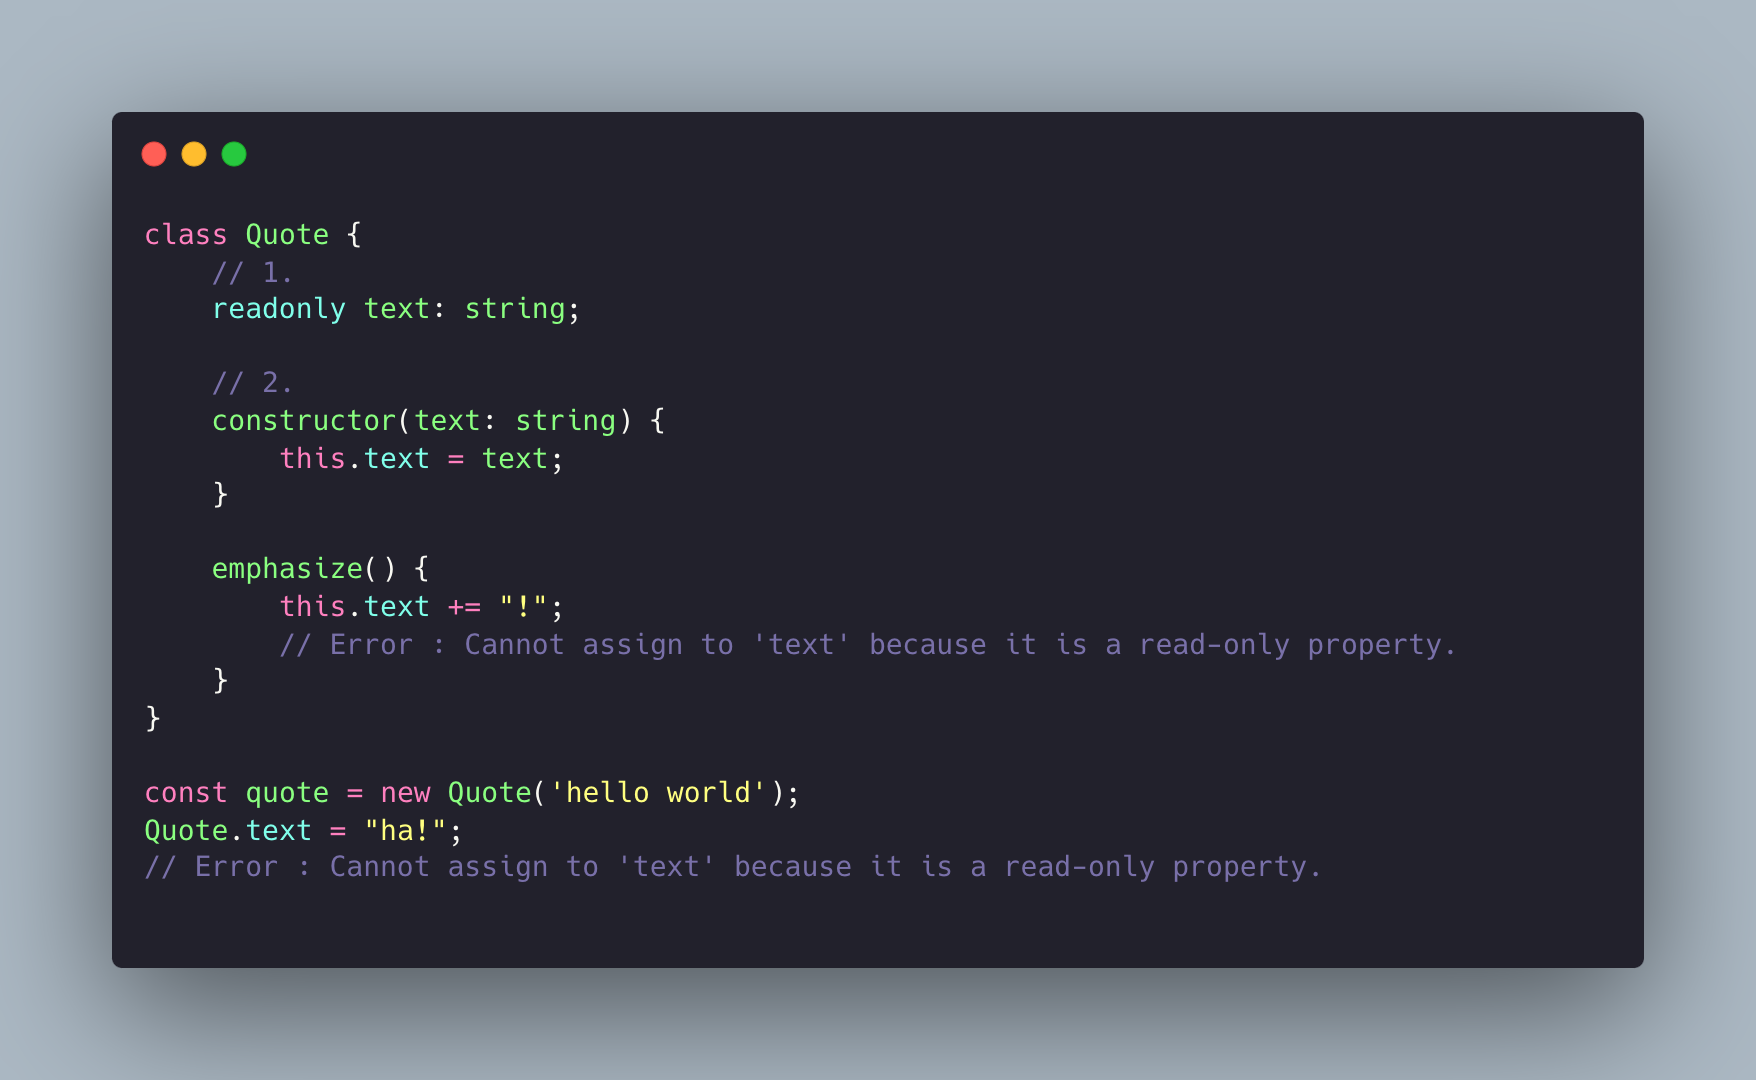 class Quote {
    // 1.
    readonly text: string;

    // 2.
    constructor(text: string) {
        this.text = text;
    }

    emphasize() {
        this.text += "!";
        // Error : Cannot assign to 'text' because it is a read-only property.
    }
}

const quote = new Quote('hello world');
Quote.text = "ha!";
// Error : Cannot assign to 'text' because it is a read-only property.